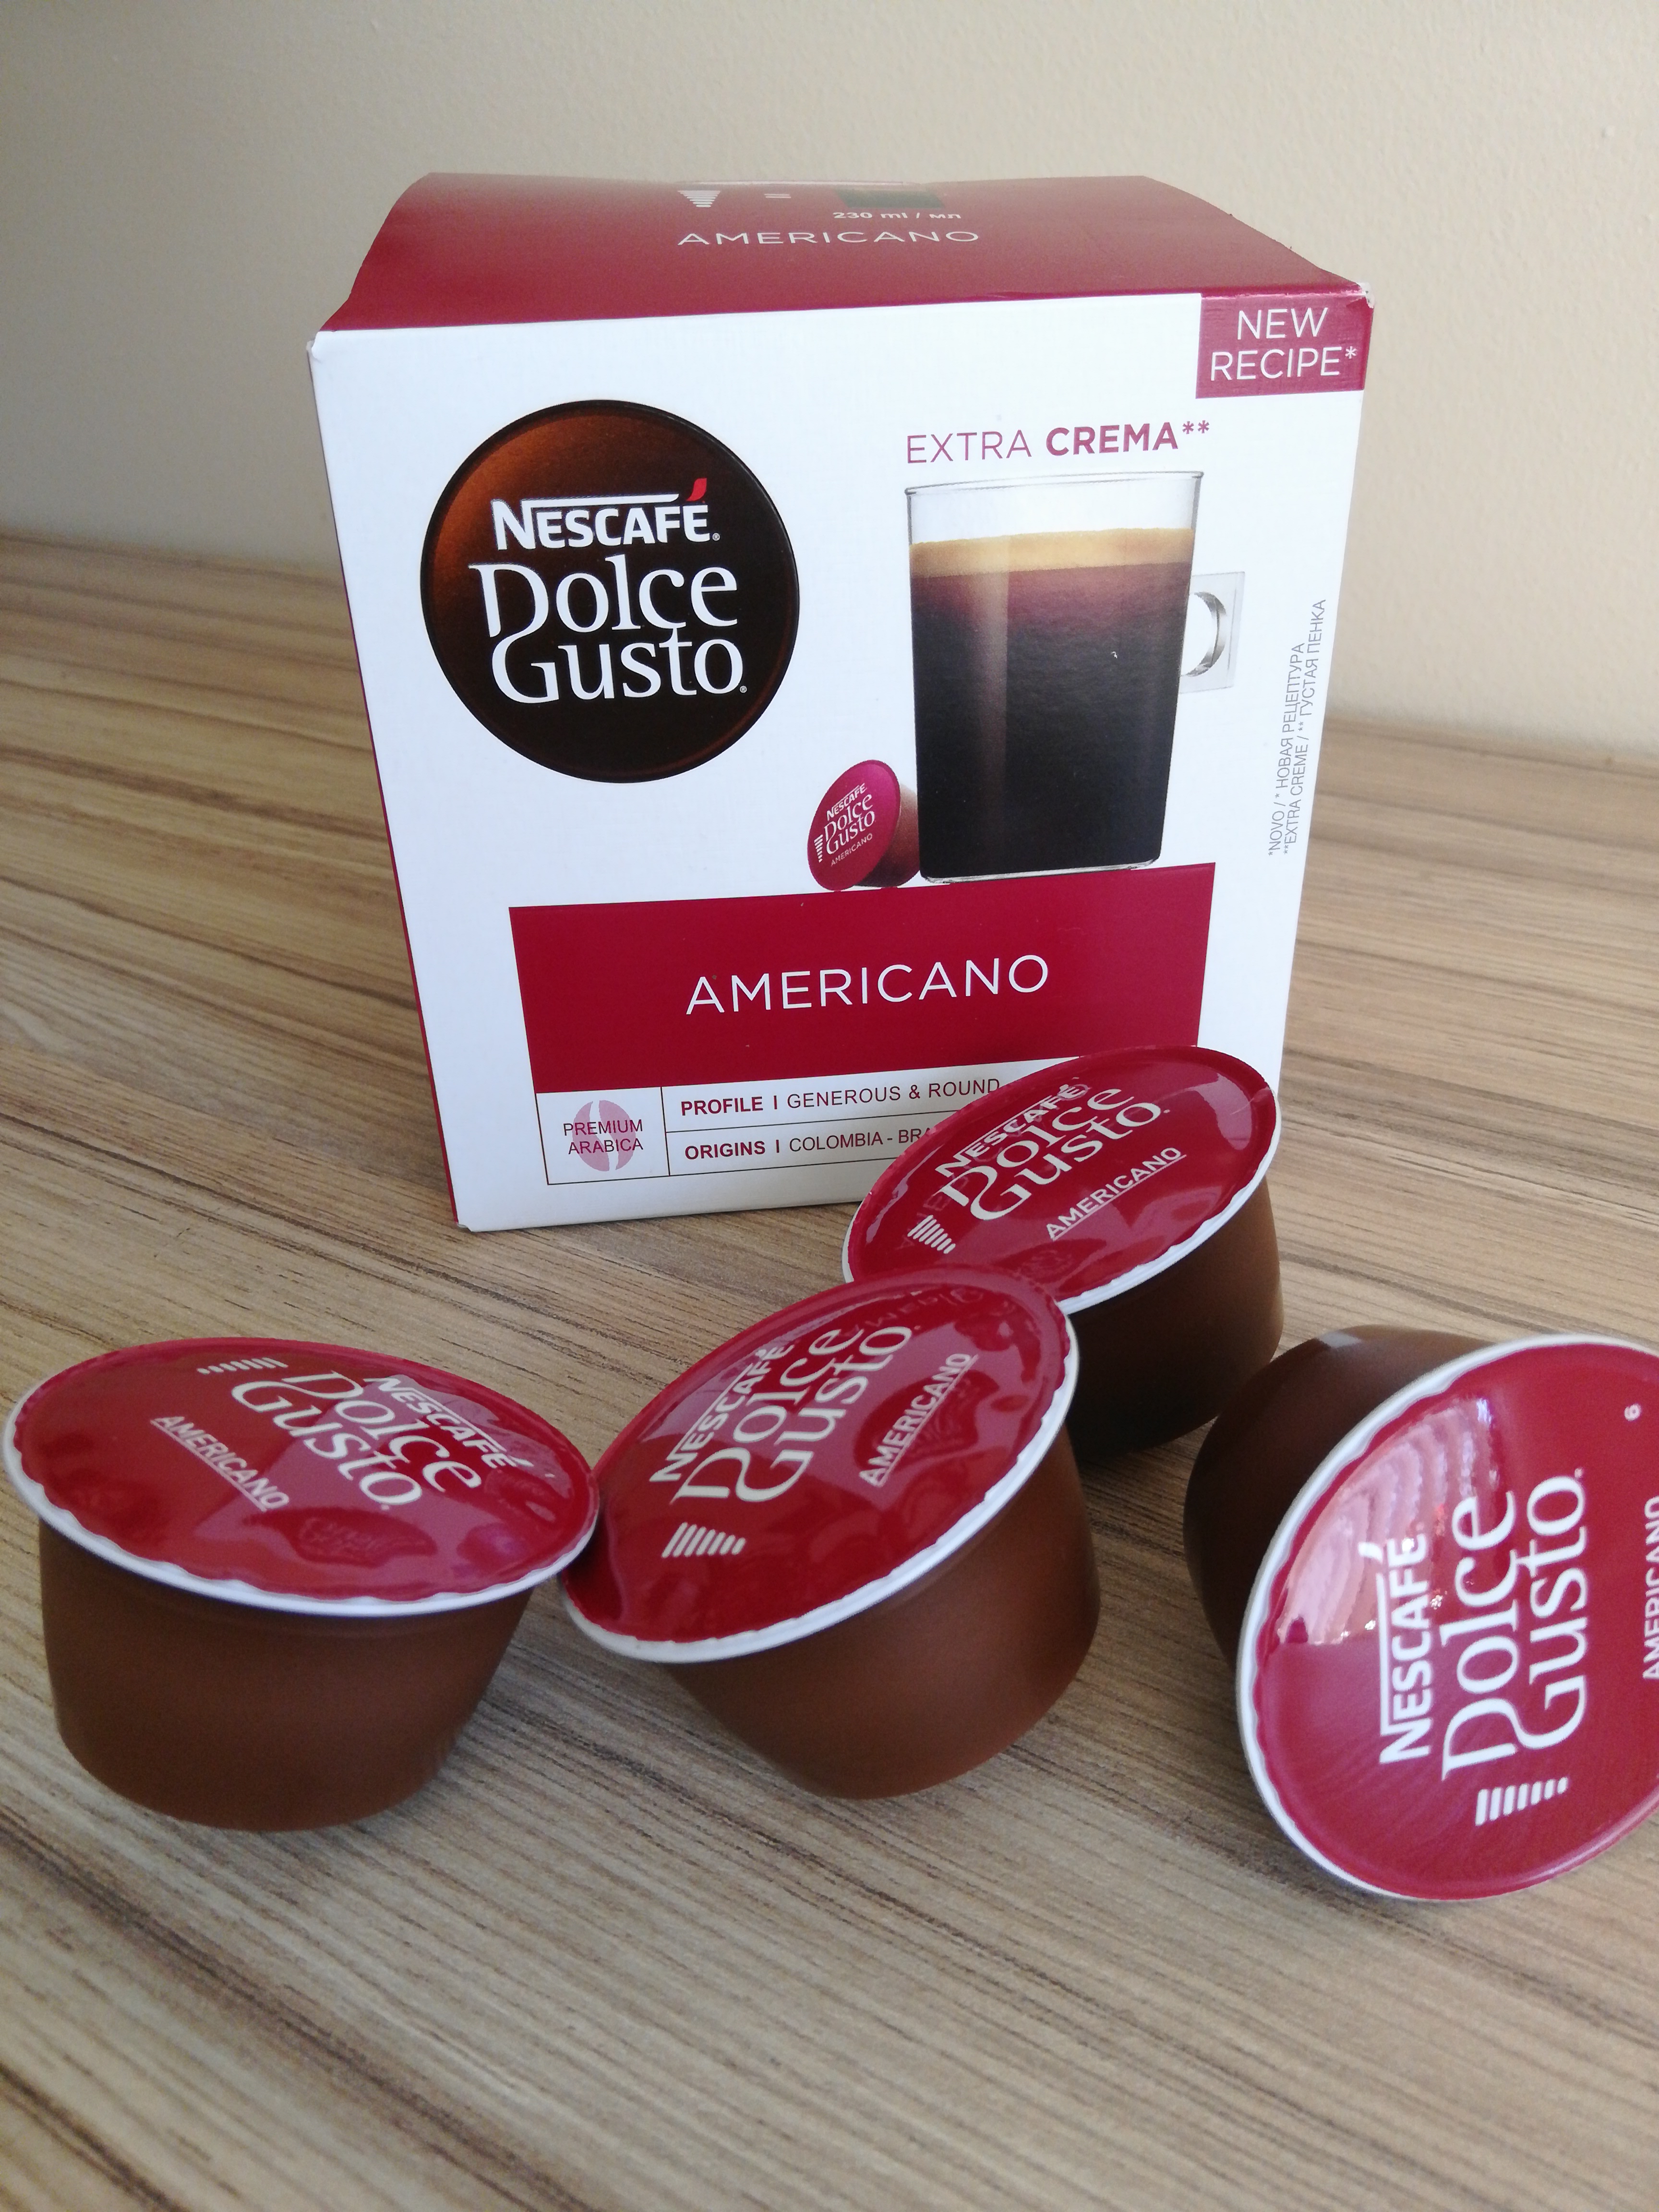 230 ml / мл
AMERICANO
NEW
RECIPE*
EXTRA CREMA**
NESCAFÉ®
Dolce
Gusto®
NESCAFÉ
Dolce
Gusto
AMERICANO
*NOVO / * НОВАЯ РЕЦЕПТУРА
**EXTRA CREME / ** ГУСТАЯ ПЕНКА
AMERICANO
PREMIUM
ARABICA
PROFILE I GENEROUS & ROUND
ORIGINS I COLOMBIA -
NESCAFÉ
Dolce
Gusto
AMERICANO
NESCAFÉ
Dolce
Gusto
AMERICANO
NESCAFÉ
Dolce
Gusto
AMERICANO
NESCAFÉ
Dolce
Gusto
AMERICANO
6